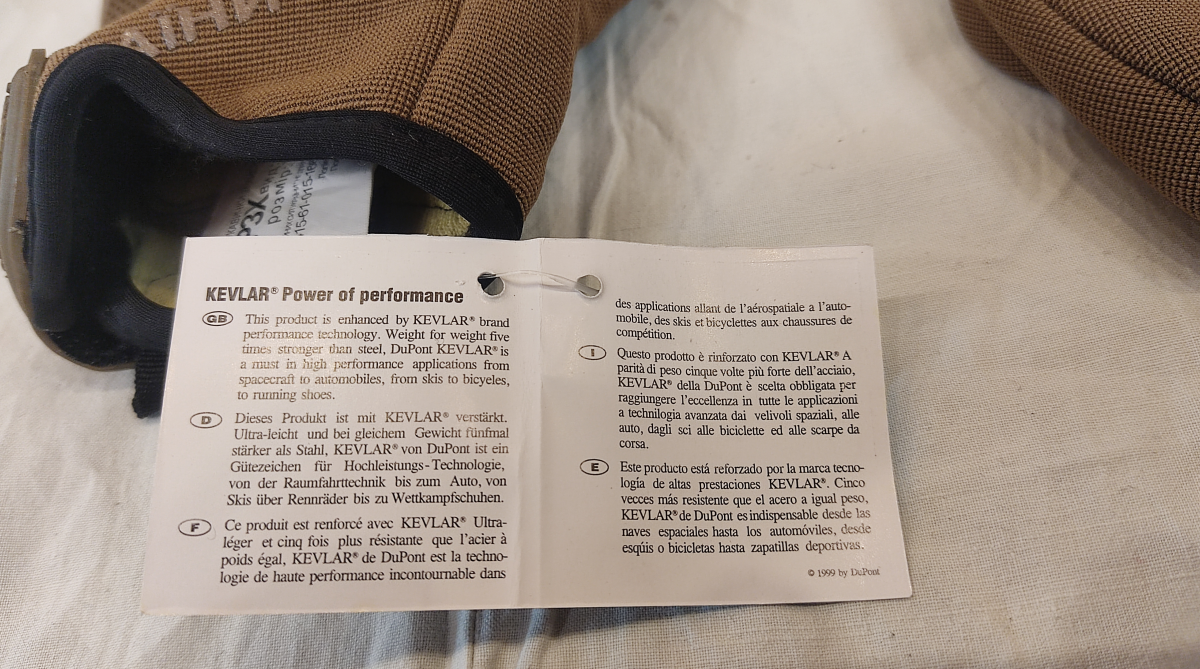 АЇНИ
розмір
KEVLAR® Power of performance
GB
This product is enhanced by KEVLAR® brand
performance technology. Weight for weight five
times stronger than steel, DuPont KEVLAR® is
a must in high performance applications from
spacecraft to automobiles, from skis to bicycles,
to running shoes.
D
Dieses Produkt ist mit KEVLAR® verstärkt.
Ultra-leicht und bei gleichem Gewicht fünfmal
stärker als Stahl, KEVLAR® von DuPont ist ein
Gütezeichen für Hochleistungs-Technologie,
von der Raumfahrttechnik bis zum Auto, von
Skis über Rennräder bis zu Wettkampfschuhen.
F
Ce produit est renforcé avec KEVLAR® Ultra-
léger et cinq fois plus résistante que l'acier à
poids égal, KEVLAR® de DuPont est la techno-
logie de haute performance incontournable dans
des applications allant de l'aérospatiale a l'auto-
mobile, des skis et bicyclettes aux chaussures de
compétition.
I
Questo prodotto è rinforzato con KEVLAR® A
parità di peso cinque volte più forte dell'acciaio,
KEVLAR® della DuPont è scelta obbligata per
raggiungere l'eccellenza in tutte le applicazioni
a technilogia avanzata dai velivoli spaziali, alle
auto, dagli sci alle biciclette ed alle scarpe da
corsa.
E
Este producto está reforzado por la marca tecno-
logía de altas prestaciones KEVLAR®. Cinco
vecces más resistente que el acero a igual peso,
KEVLAR® de DuPont es indispensable desde las
naves espaciales hasta los automóviles, desde
esqúis o bicicletas hasta zapatillas deportivas.
© 1999 by DuPont